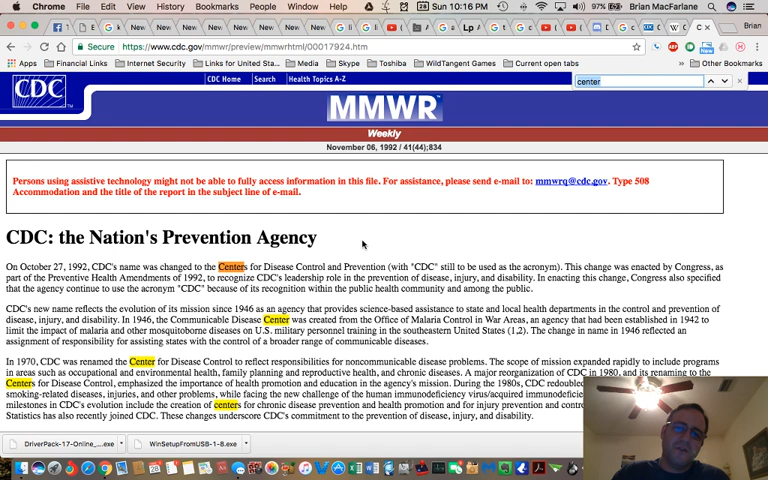 Chrome File Edit View History Bookmarks People Window Help
28 Sun 10:16 PM 97% Brian MacFarlane
New New New New Lp
Brian
Secure https://www.cdc.gov/mmwr/preview/mmwrhtml/00017924.htm
New
Apps Financial Links Internet Security Links for Unit Sta... Media Skype Toshiba WildTangent Games Current open tabs » Other Bookmarks
center
CDC
CDC Home Search Health Topics A-Z
MMWR
Weekly
November 06, 1992 / 41(44);834
Persons using assistive technology might not be able to fully access information in this file. For assistance, please send e-mail to: mmwrq@cdc.gov. Type 508
Accommodation and the title of the report in the subject line of e-mail.
CDC: the Nation's Prevention Agency
On October 27, 1992, CDC's name was changed to the Centers for Disease Control and Prevention (with "CDC" still to be used as the acronym). This change was enacted by Congress, as
part of the Preventive Health Amendments of 1992, to recognize CDC's leadership role in the prevention of disease, injury, and disability. In enacting this change, Congress also specified
that the agency continue to use the acronym "CDC" because of its recognition within the public health community and among the public.
CDC's new name reflects the evolution of its mission since 1946 as an agency that provides science-based assistance to state and local health departments in the control and prevention of
disease, injury, and disability. In 1946, the Communicable Disease Center was created from the Office of Malaria Control in War Areas, an agency that had been established in 1942 to
limit the impact of malaria and other mosquitoborne diseases on U.S. military personnel training in the southeastern United States (1,2). The change in name in 1946 reflected an
assignment of responsibility for assisting states with the control of a broader range of communicable diseases.
In 1970, CDC was renamed the Center for Disease Control to reflect responsibilities for noncommunicable disease problems. The scope of mission expanded rapidly to include programs
in areas such as occupational and environmental health, family planning and reproductive health, and chronic diseases. A major reorganization of CDC in 1980, and its renaming to the
Centers for Disease Control, emphasized the importance of health promotion and education in the agency's mission. During the 1980s, CDC redoubled
smoking-related diseases, injuries, and other problems, while facing the new challenge of the human immunodeficiency virus/acquired immunodefic
milestones in CDC's evolution include the creation of centers for chronic disease prevention and health promotion and for injury prevention and contr
Statistics has also recently joined CDC. These changes underscore CDC's commitment to the prevention of disease, injury, and disability.
DriverPack-17-Online_....exe WinSetupFromUSB-1-8.exe